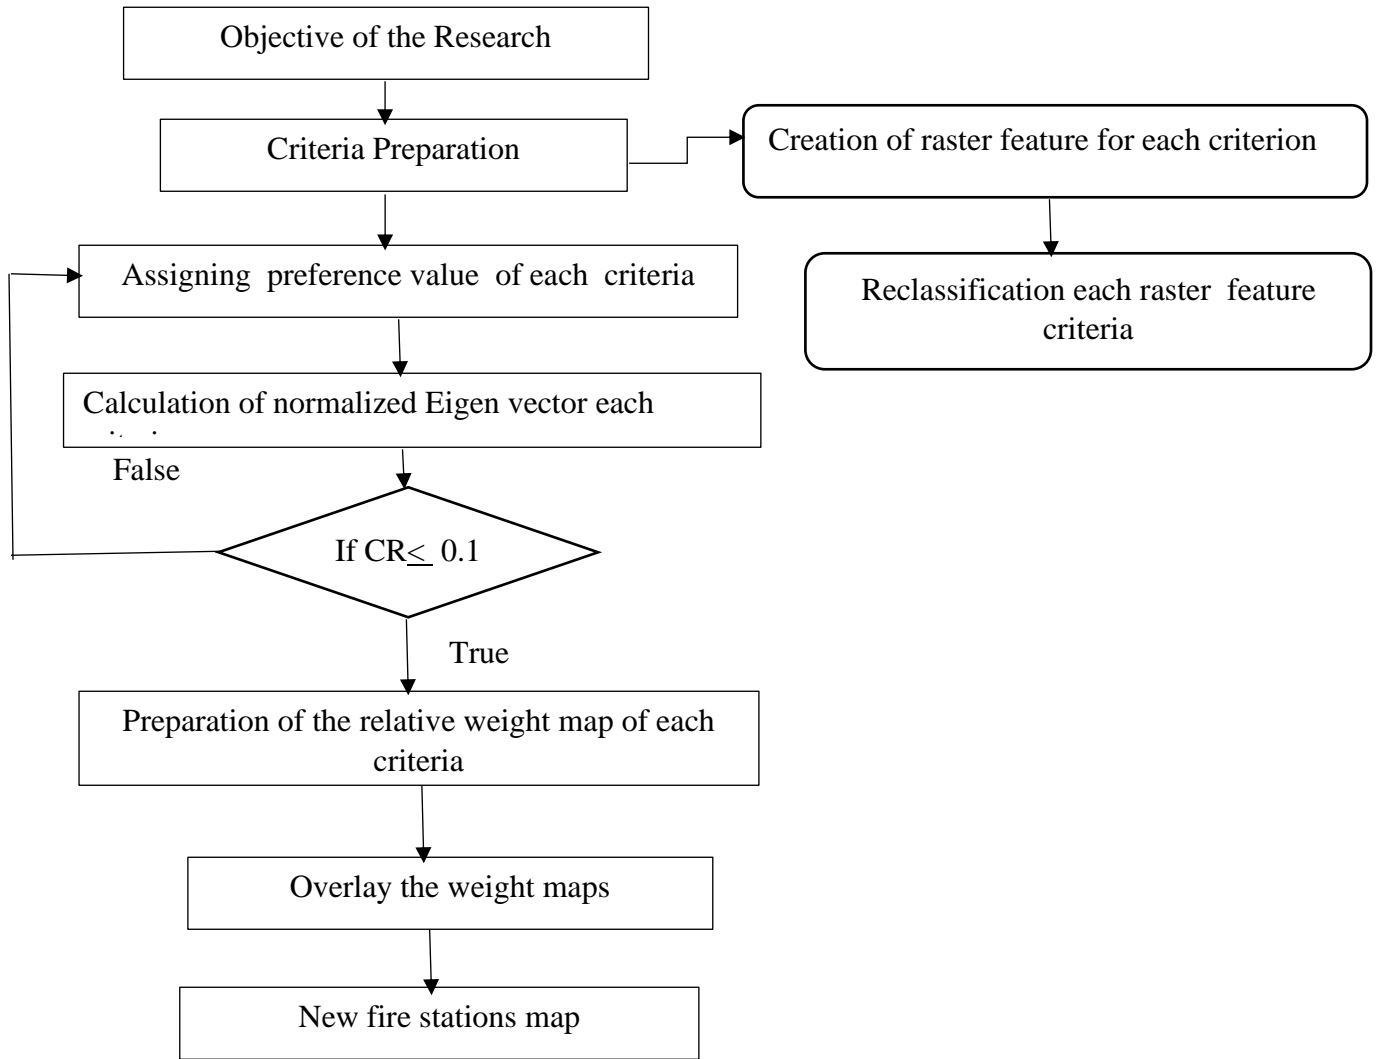 Objective of the Research
Criteria Preparation
Creation of raster feature for each criterion
Assigning preference value of each criteria
Reclassification each raster feature
criteria
Calculation of normalized Eigen vector each
False
If CR≤ 0.1
True
Preparation of the relative weight map of each
criteria
Overlay the weight maps
New fire stations map